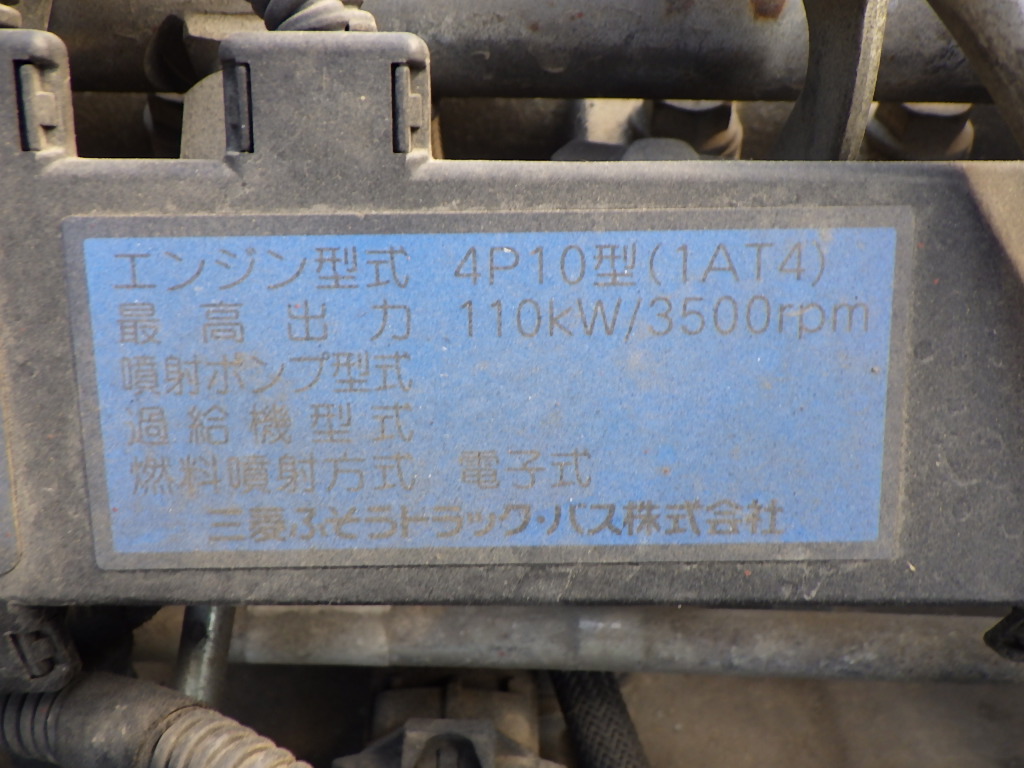 エンジン型式 4P10型(1AT4)
最高出力 110kW/3500rpm
噴射ポンプ型式
過給機型式
燃料噴射方式 電子式
三菱ふそうトラック・バス株式会社